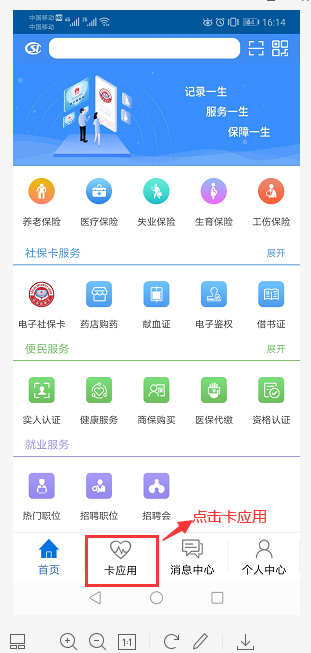 中国移动 HD 46 2G 44 16:14
中国移动
记录一生
服务一生
保障一生
养老保险 医疗保险 失业保险 生育保险 工伤保险
社保卡服务 展开
电子社保卡 药店购药 献血证 电子鉴权 借书证
便民服务 展开
实人认证 健康服务 商保购买 医保代缴 资格认证
就业服务
热门职位 招聘职位 招聘会
点击卡应用
首页 卡应用 消息中心 个人中心
1:1